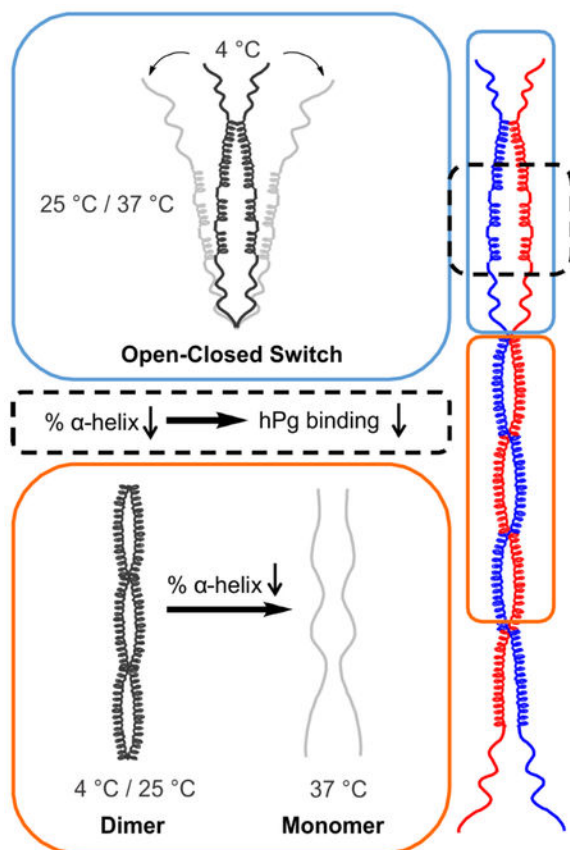 4 °C
25 °C / 37 °C
Open-Closed Switch
% α-helix↓ → hPg binding ↓
% α-helix↓
4 °C / 25 °C 37 °C
Dimer Monomer